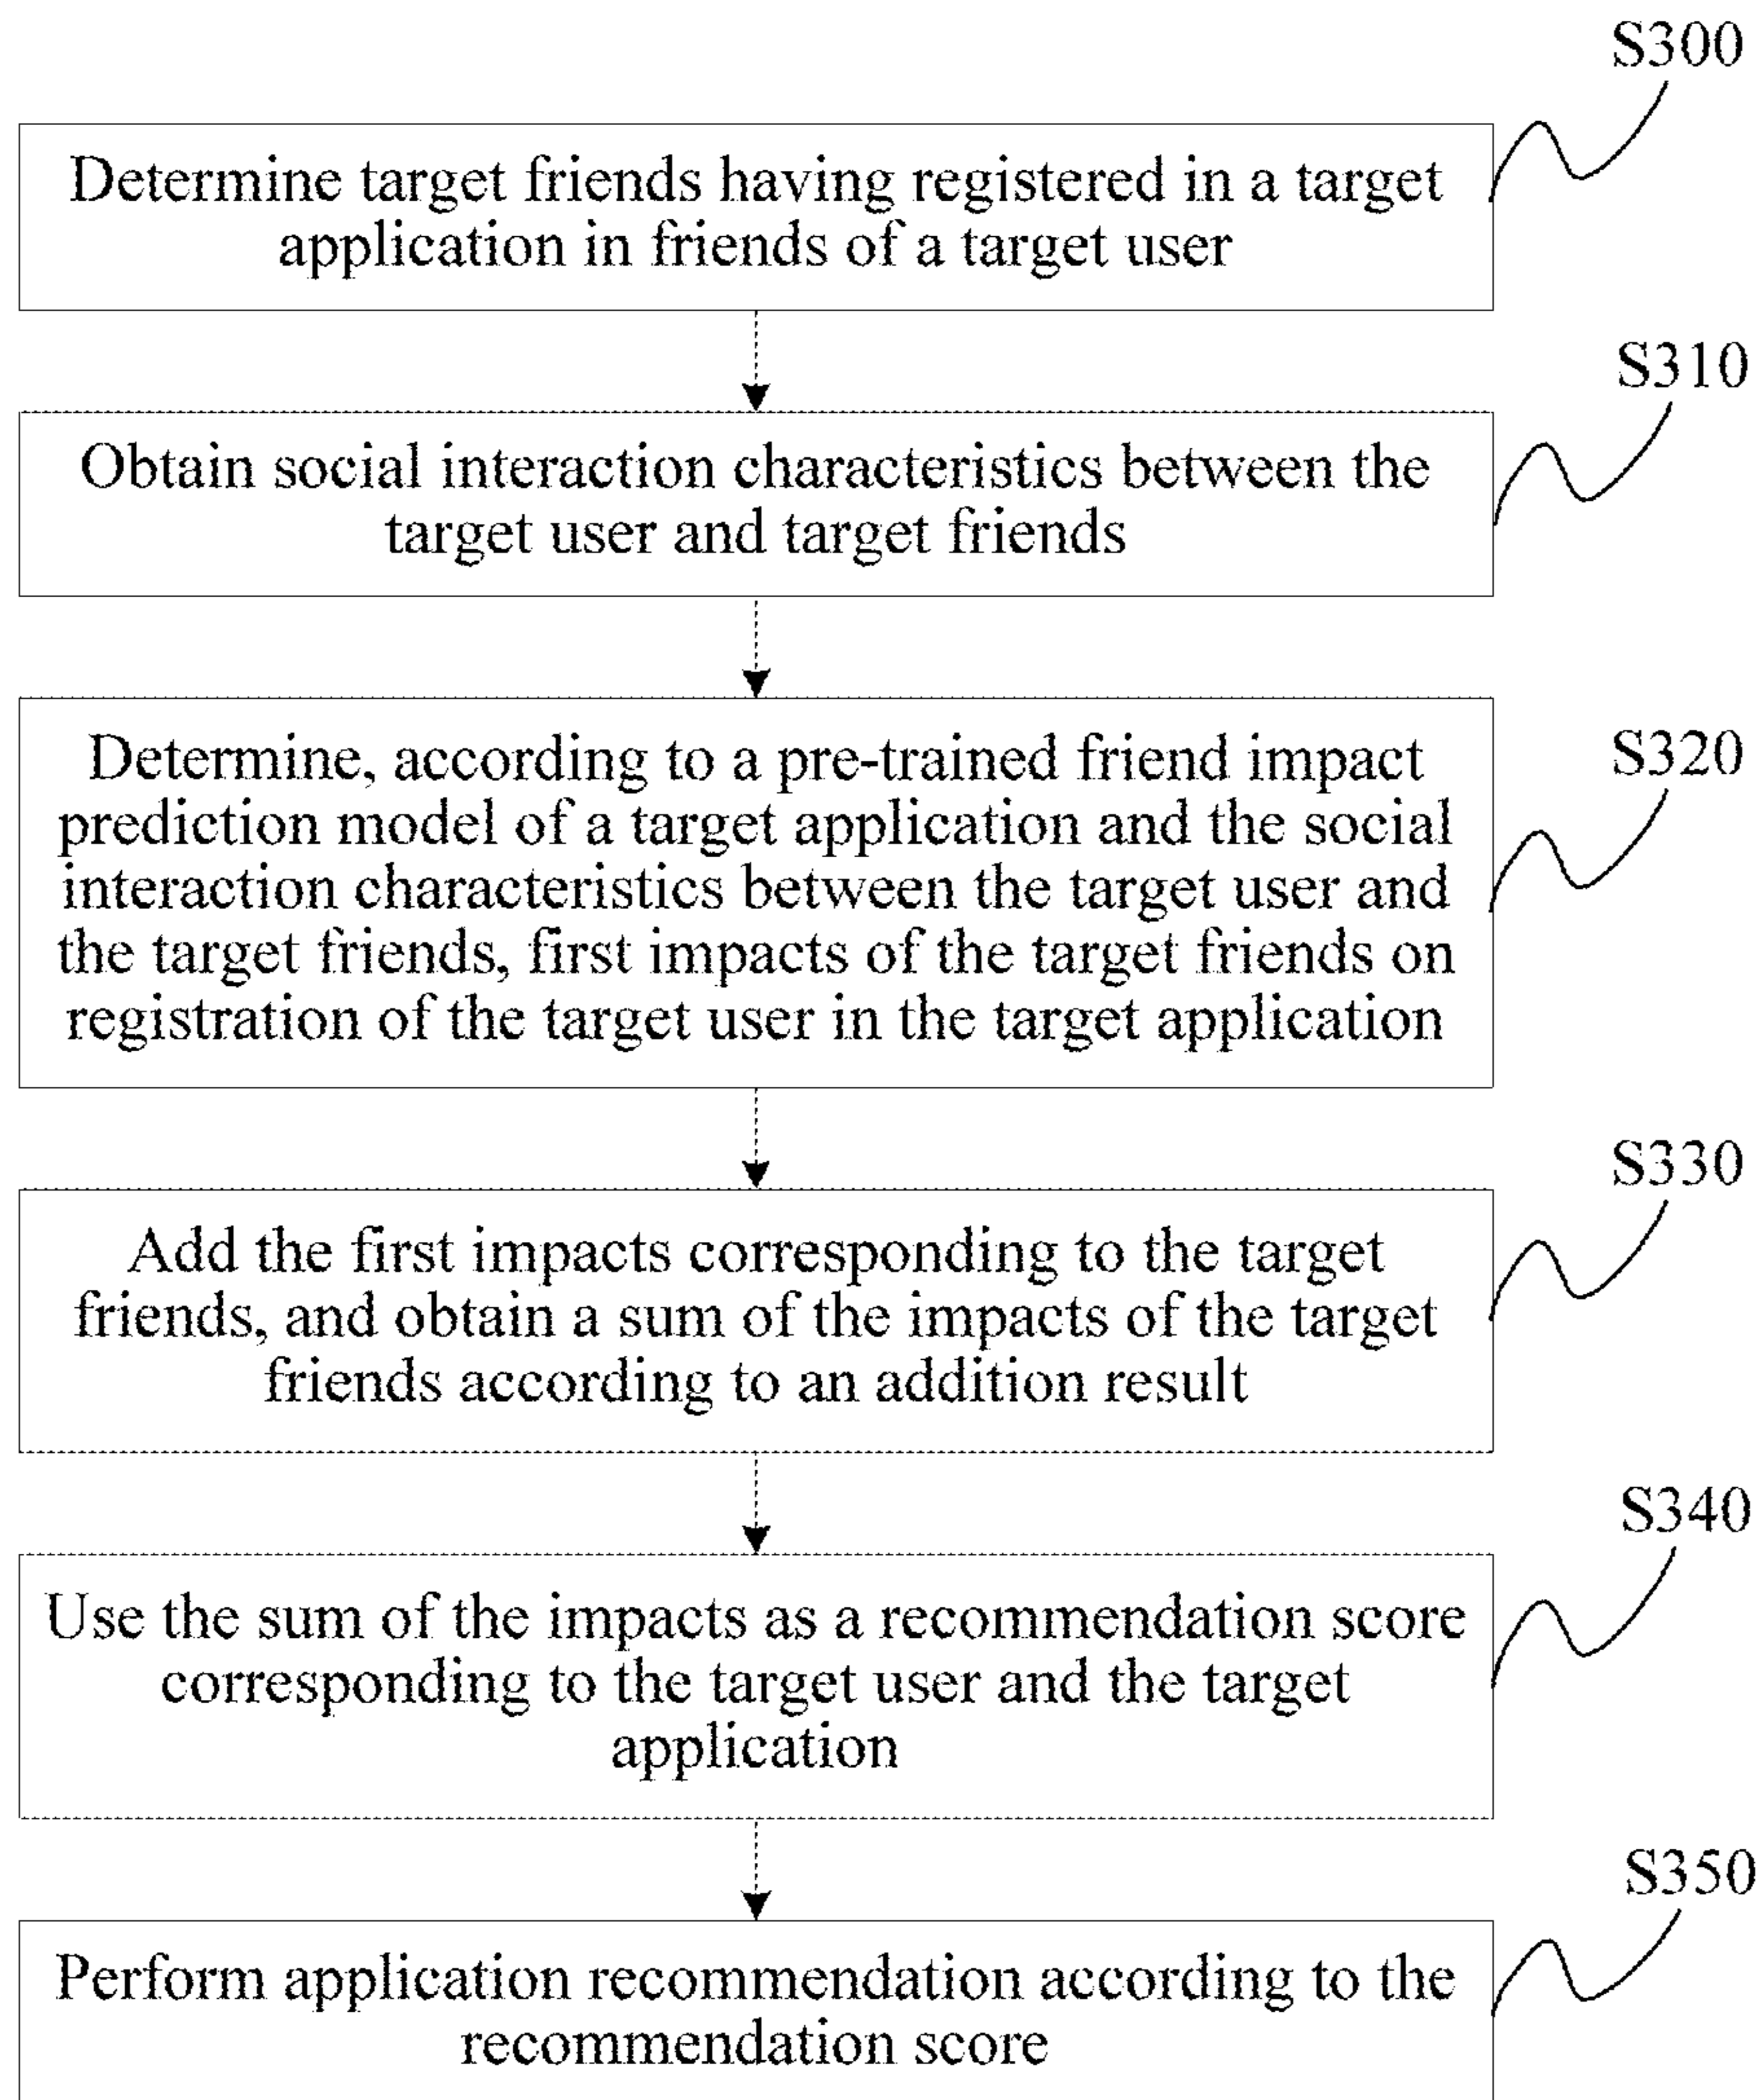 S300
Determine target friends having registered in a target
application in friends of a target user
S310
Obtain social interaction characteristics between the
target user and target friends
S320
Determine, according to a pre-trained friend impact
prediction model of a target application and the social
interaction characteristics between the target user and
the target friends, first impacts of the target friends on
registration of the target user in the target application
S330
Add the first impacts corresponding to the target
friends, and obtain a sum of the impacts of the target
friends according to an addition result
S340
Use the sum of the impacts as a recommendation score
corresponding to the target user and the target
application
S350
Perform application recommendation according to the
recommendation score